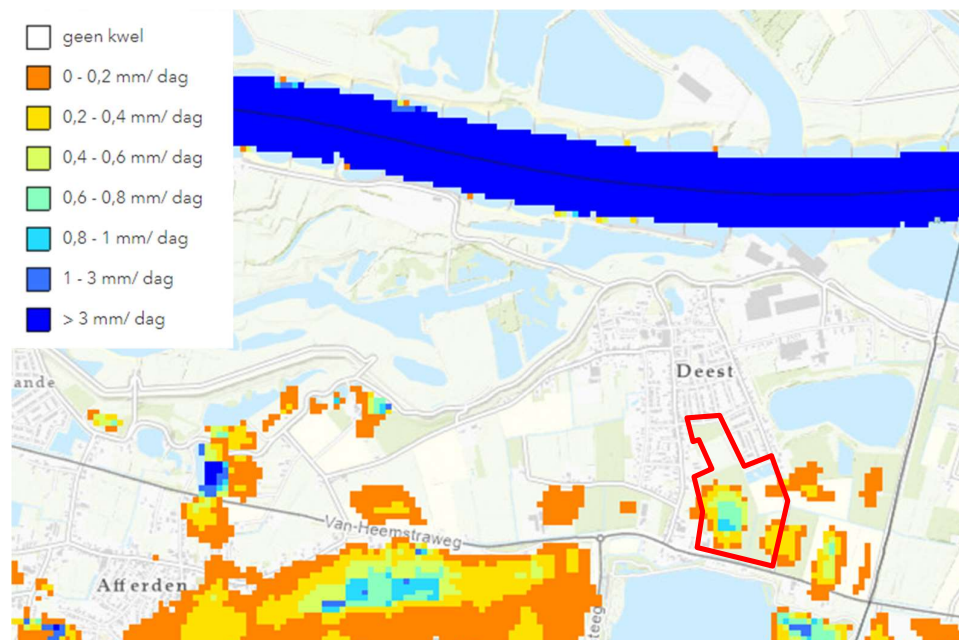 geen kwel
0 - 0,2 mm/ dag
0,2 - 0,4 mm/ dag
0,4 - 0,6 mm/ dag
0,6 - 0,8 mm/ dag
0,8 - 1 mm/ dag
1 - 3 mm/ dag
> 3 mm/ dag
Deest
ande
Van-Heemstraweg
Afferden
steeg